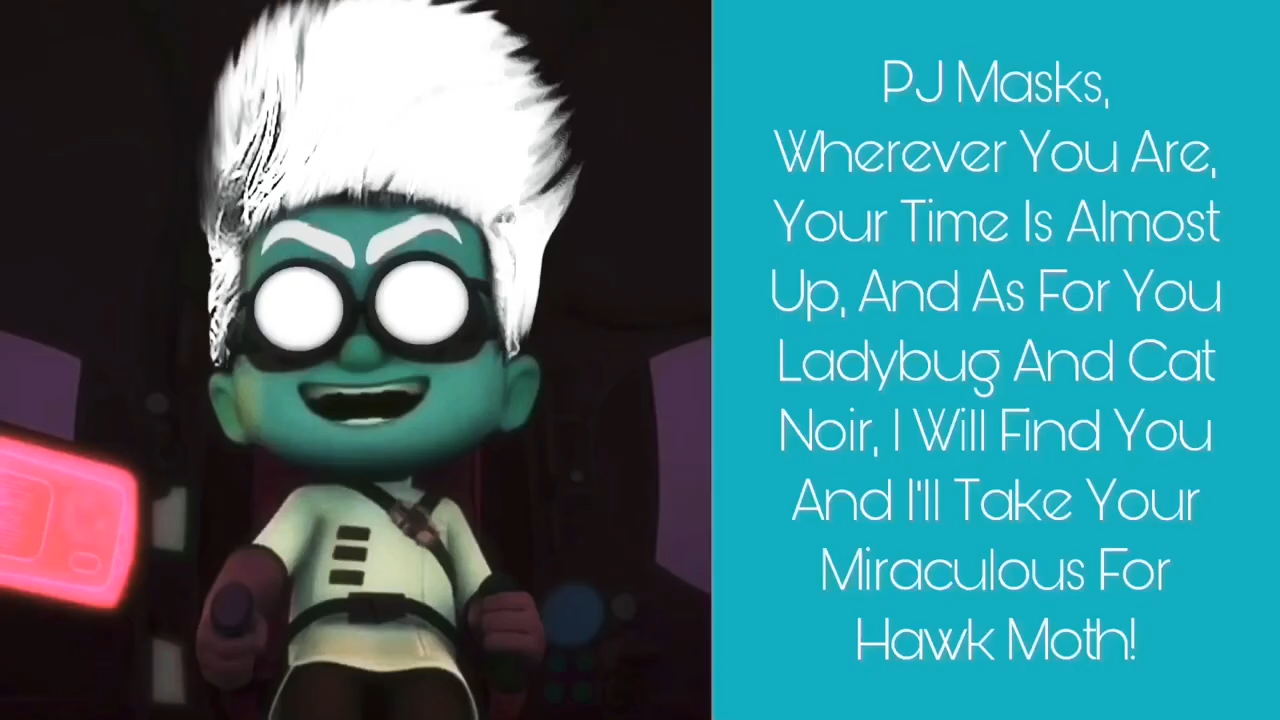 PJ Masks,
Wherever You Are,
Your Time Is Almost
Up, And As For You
Ladybug And Cat
Noir, I Will Find You
And I'll Take Your
Miraculous For
Hawk Moth!